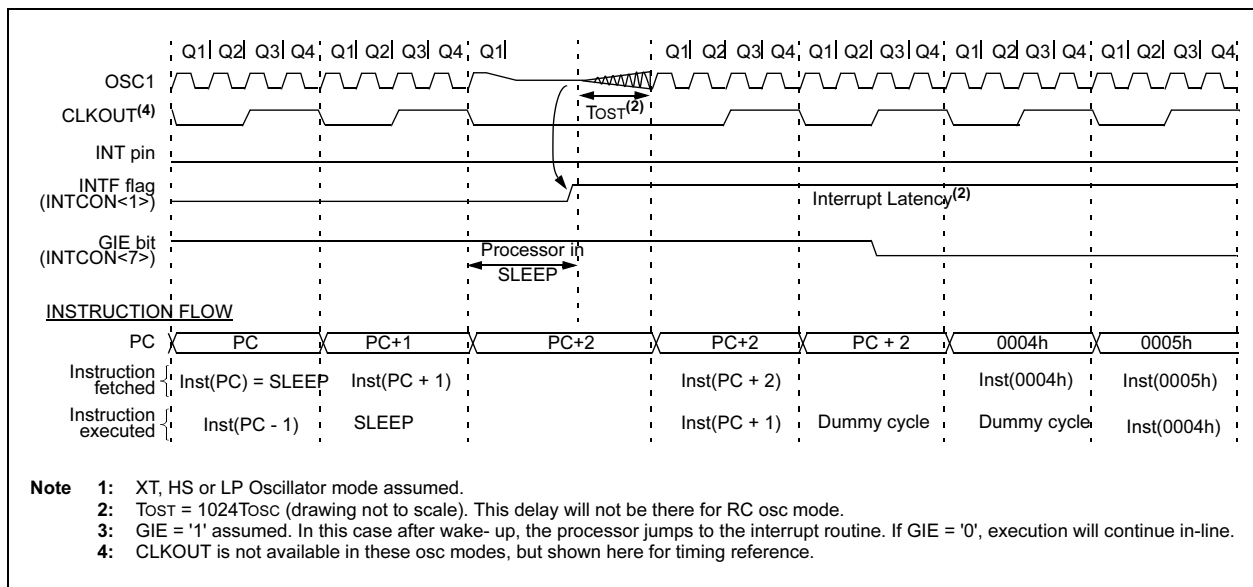 Q1 Q2 Q3 Q4 Q1 Q2 Q3 Q4 Q1 Q1 Q2 Q3 Q4 Q1 Q2 Q3 Q4 Q1 Q2 Q3 Q4 Q1 Q2 Q3 Q4
OSC1
TOST(2)
CLKOUT(4)
INT pin
INTF flag
(INTCON<1>)
Interrupt Latency(2)
GIE bit
(INTCON<7>)
Processor in
SLEEP
INSTRUCTION FLOW
PC PC PC+1 PC+2 PC+2 PC + 2 0004h 0005h
Instruction
fetched
Inst(PC) = SLEEP Inst(PC + 1) Inst(PC + 2) Inst(0004h) Inst(0005h)
Instruction
executed
Inst(PC - 1) SLEEP Inst(PC + 1) Dummy cycle Dummy cycle Inst(0004h)
Note 1: XT, HS or LP Oscillator mode assumed.
2: TOST = 1024TOSC (drawing not to scale). This delay will not be there for RC osc mode.
3: GIE = '1' assumed. In this case after wake- up, the processor jumps to the interrupt routine. If GIE = '0', execution will continue in-line.
4: CLKOUT is not available in these osc modes, but shown here for timing reference.